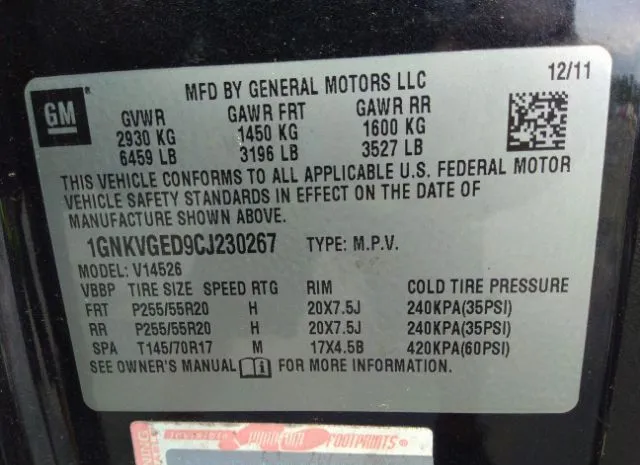 GM®
MFD BY GENERAL MOTORS LLC 12/11
GVWR GAWR FRT GAWR RR
2930 KG 1450 KG 1600 KG
6459 LB 3196 LB 3527 LB
THIS VEHICLE CONFORMS TO ALL APPLICABLE U.S. FEDERAL MOTOR
VEHICLE SAFETY STANDARDS IN EFFECT ON THE DATE OF
MANUFACTURE SHOWN ABOVE.
1GNKVGED9CJ230267 TYPE: M.P.V.
MODEL: V14526
VBBP TIRE SIZE SPEED RTG RIM COLD TIRE PRESSURE
FRT P255/55R20 H 20X7.5J 240KPA(35PSI)
RR P255/55R20 H 20X7.5J 240KPA(35PSI)
SPA T145/70R17 M 17X4.5B 420KPA(60PSI)
SEE OWNER'S MANUAL FOR MORE INFORMATION.
FOOTPRINTS®